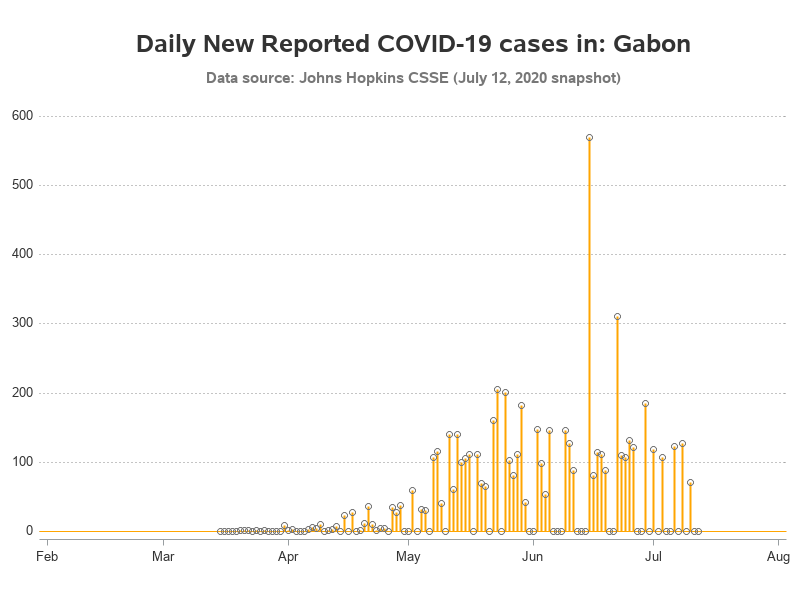 Daily New Reported COVID-19 cases in: Gabon
Data source: Johns Hopkins CSSE (July 12, 2020 snapshot)
600
500
400
300
200
100
0
Feb Mar Apr May Jun Jul Aug